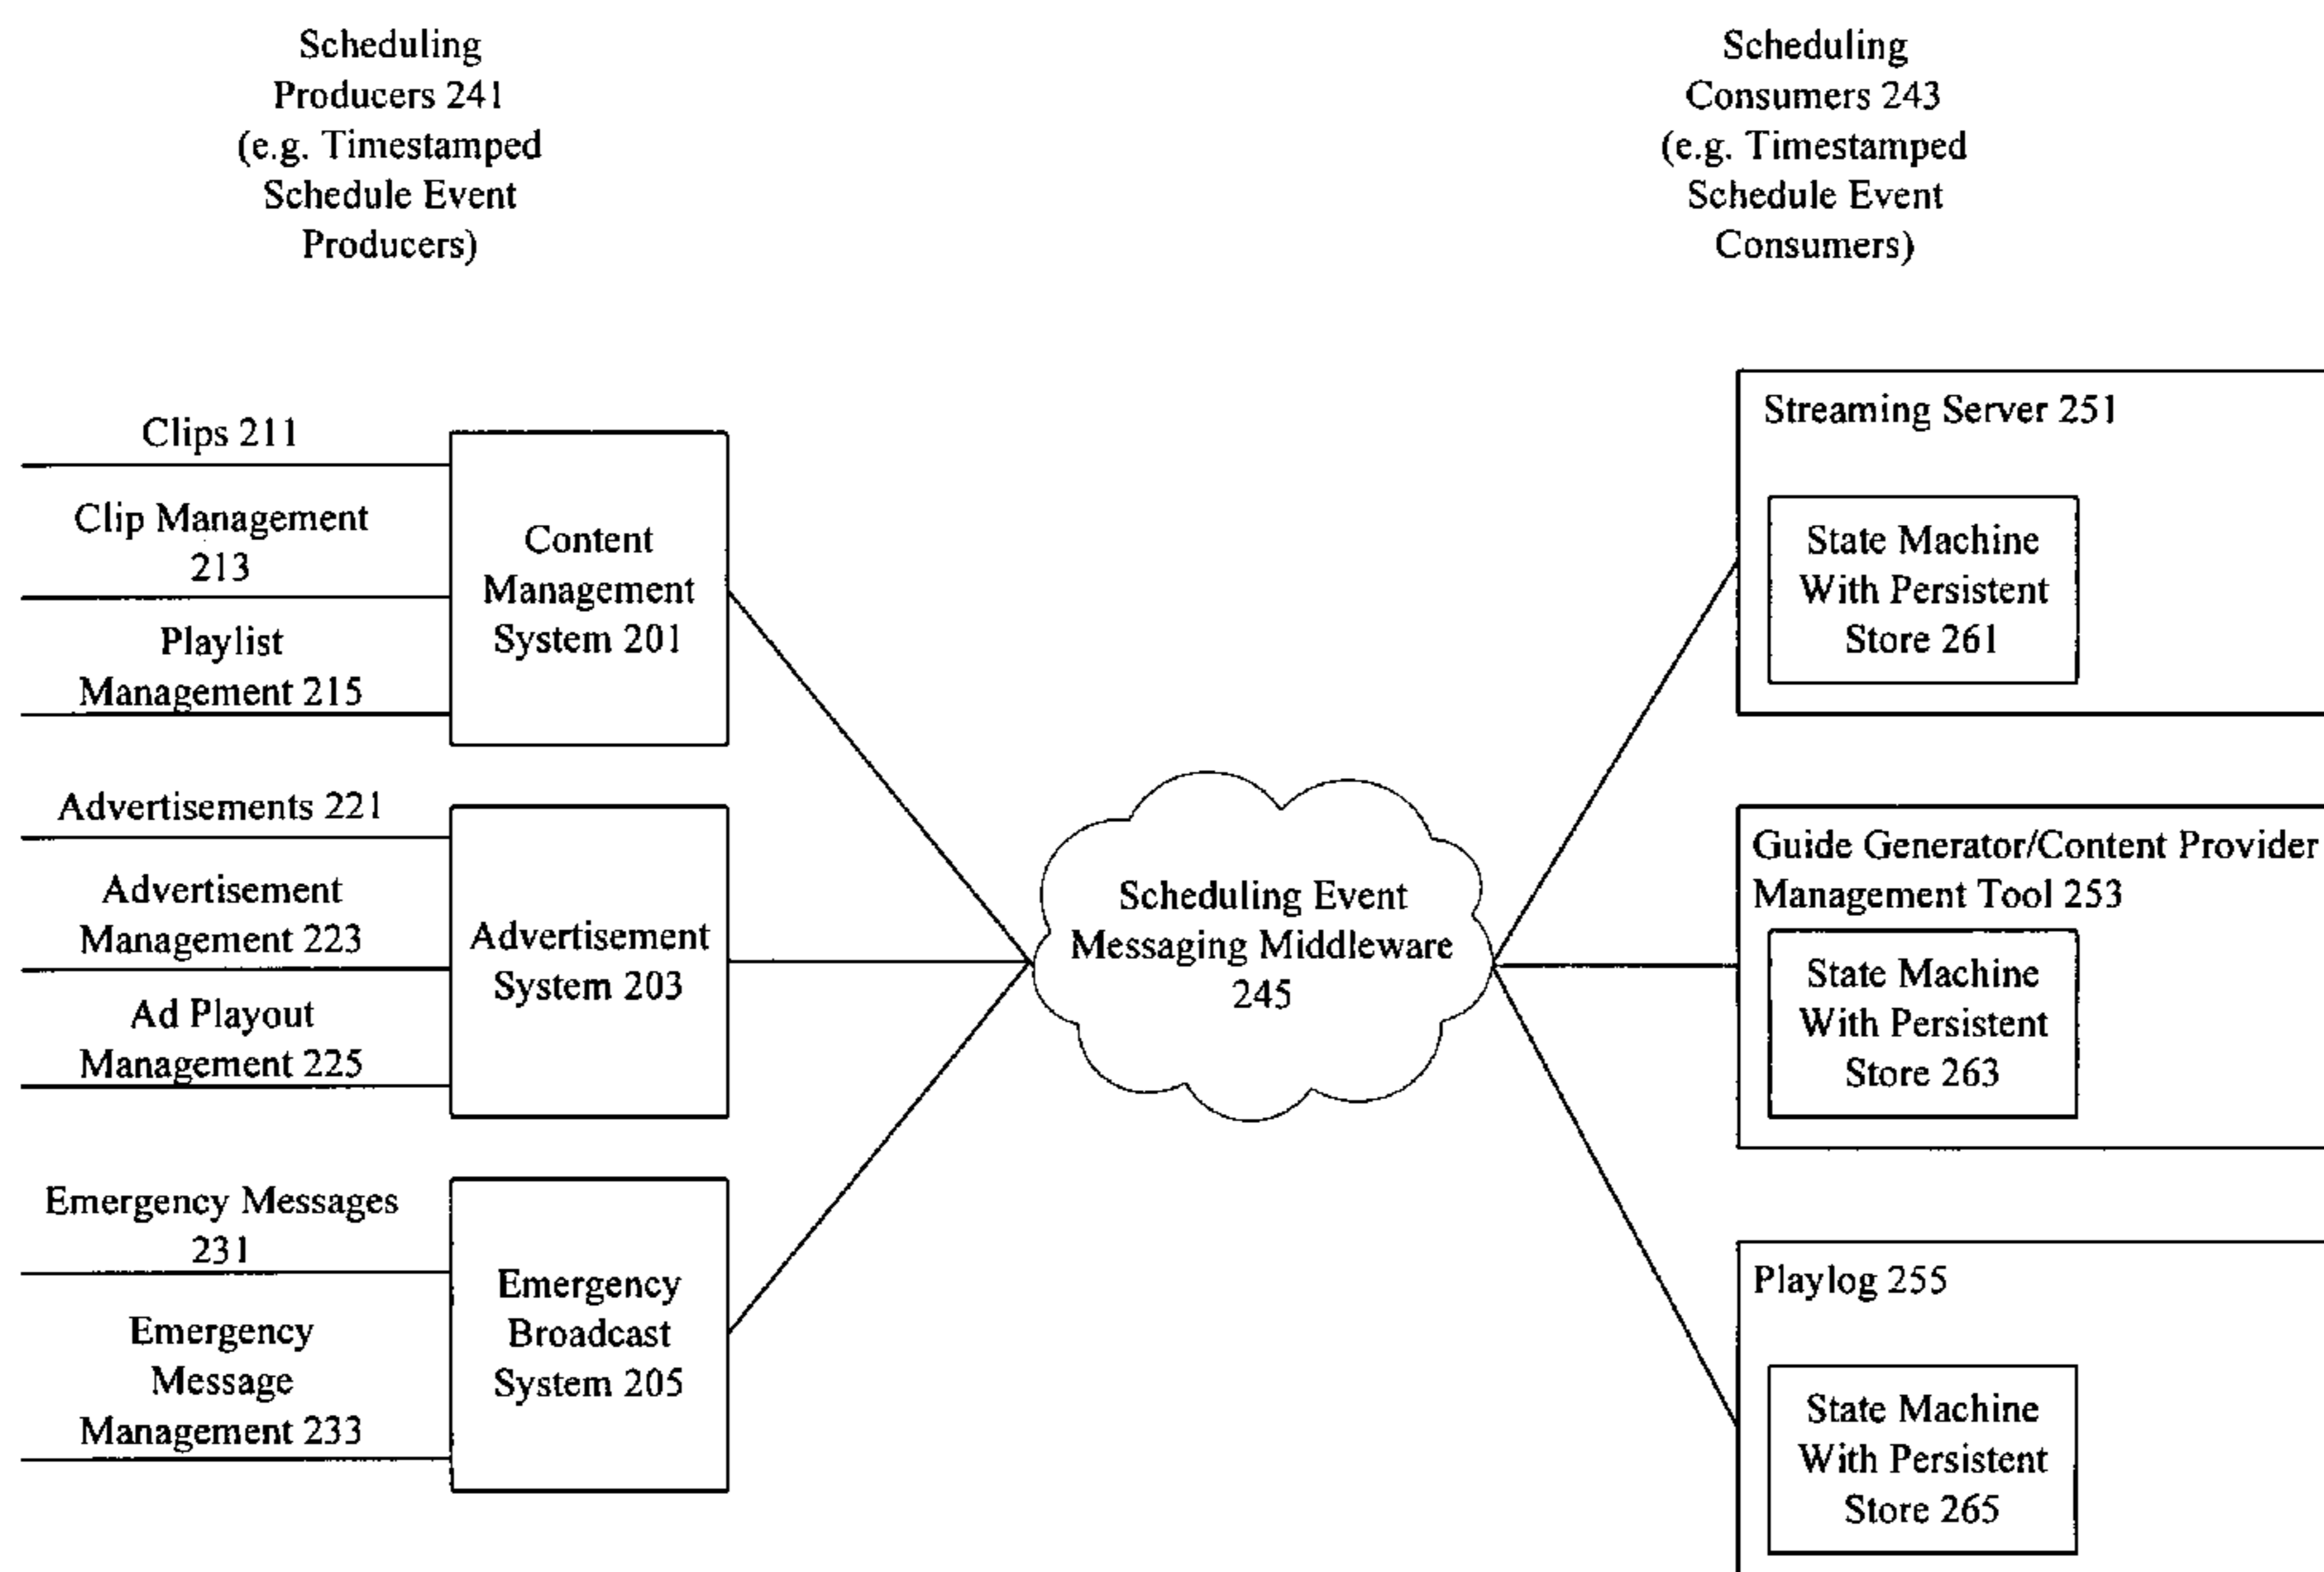 Scheduling
Producers 241
(e.g. Timestamped
Schedule Event
Producers)
Scheduling
Consumers 243
(e.g. Timestamped
Schedule Event
Consumers)
Clips 211
Clip Management
213
Playlist
Management 215
Content
Management
System 201
Advertisements 221
Advertisement
Management 223
Ad Playout
Management 225
Advertisement
System 203
Emergency Messages
231
Emergency
Message
Management 233
Emergency
Broadcast
System 205
Scheduling Event
Messaging Middleware
245
Streaming Server 251
State Machine
With Persistent
Store 261
Guide Generator/Content Provider
Management Tool 253
State Machine
With Persistent
Store 263
Playlog 255
State Machine
With Persistent
Store 265